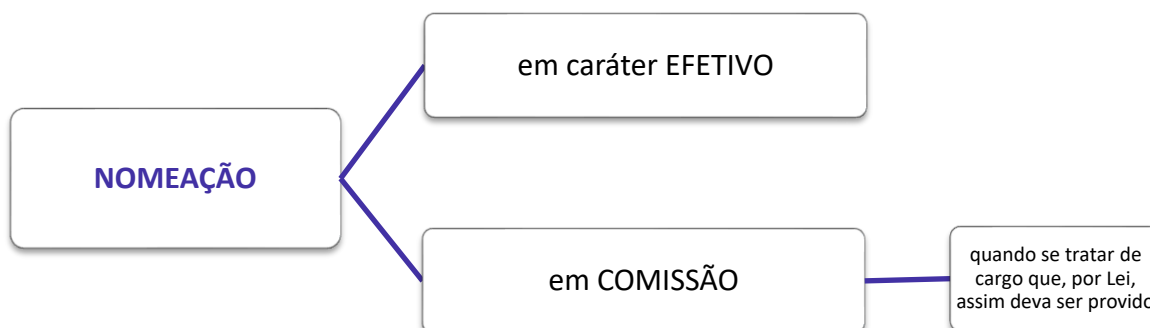 em caráter EFETIVO
NOMEAÇÃO
em COMISSÃO
quando se tratar de
cargo que, por Lei,
assim deva ser provido